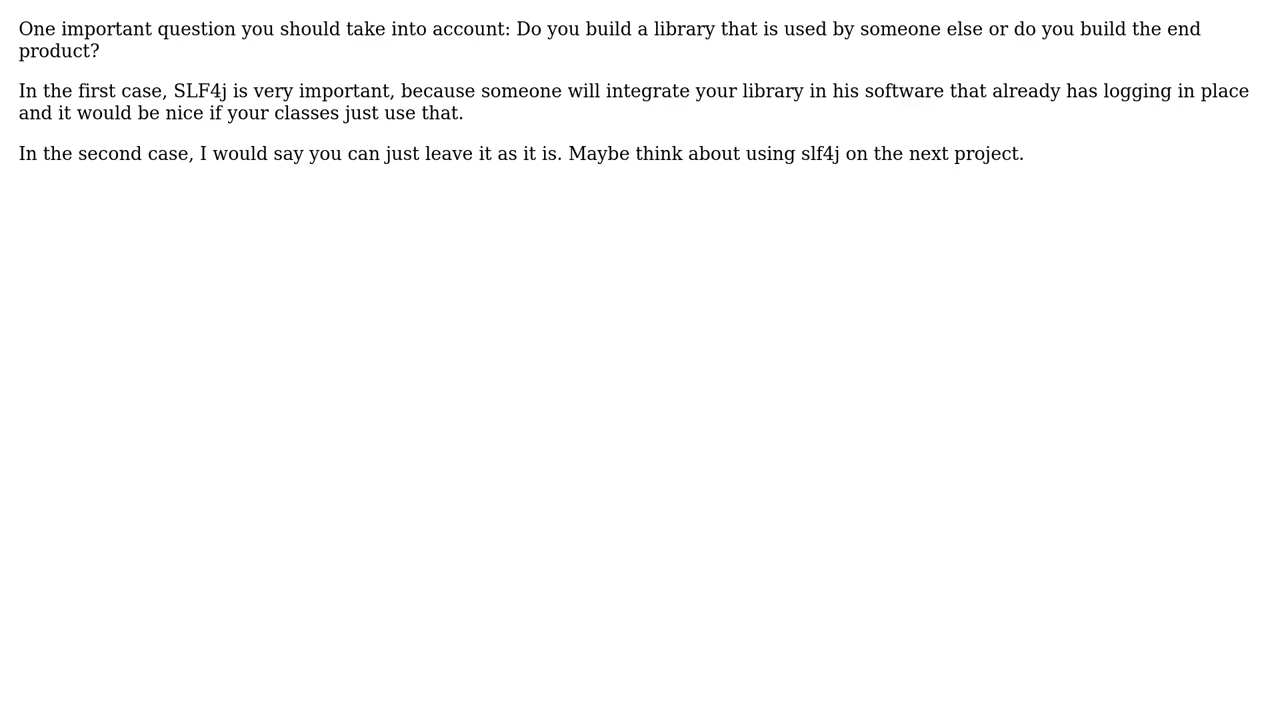 One important question you should take into account: Do you build a library that is used by someone else or do you build the end
product?
In the first case, SLF4j is very important, because someone will integrate your library in his software that already has logging in place
and it would be nice if your classes just use that.
In the second case, I would say you can just leave it as it is. Maybe think about using slf4j on the next project.